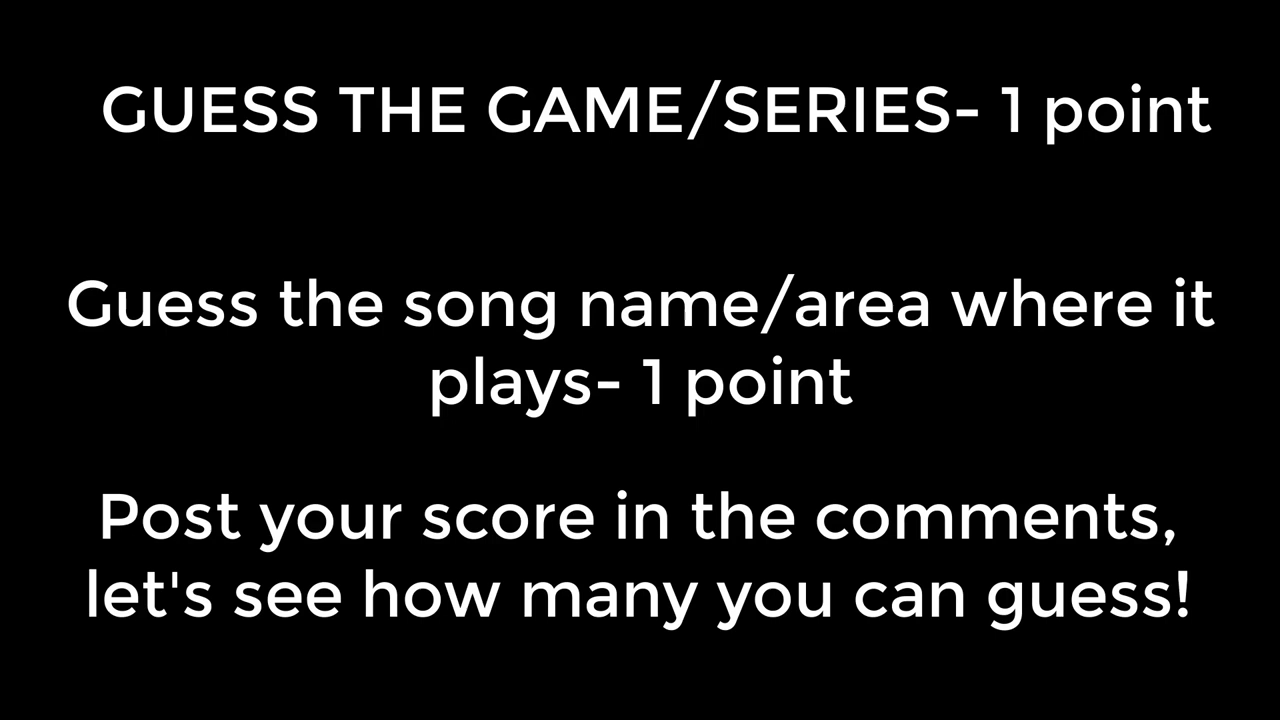 GUESS THE GAME/SERIES- 1 point
Guess the song name/area where it
plays- 1 point
Post your score in the comments,
let's see how many you can guess!